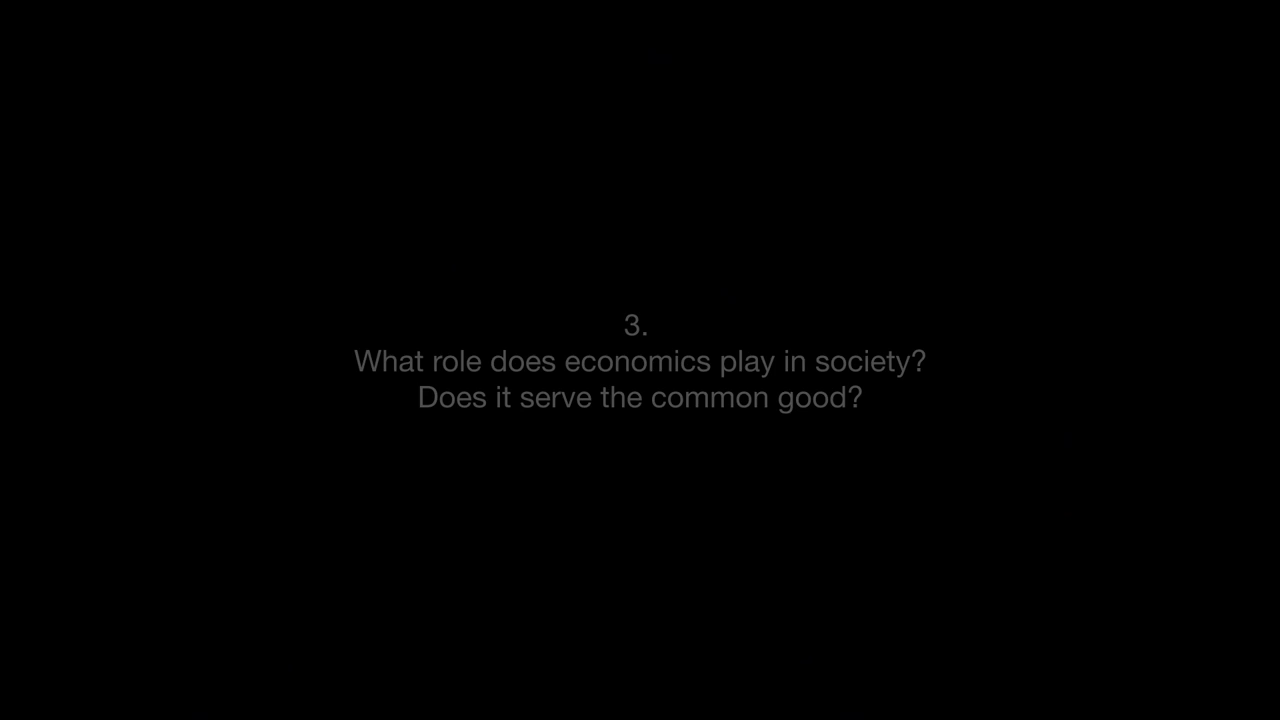 3.
What role does economics play in society?
Does it serve the common good?